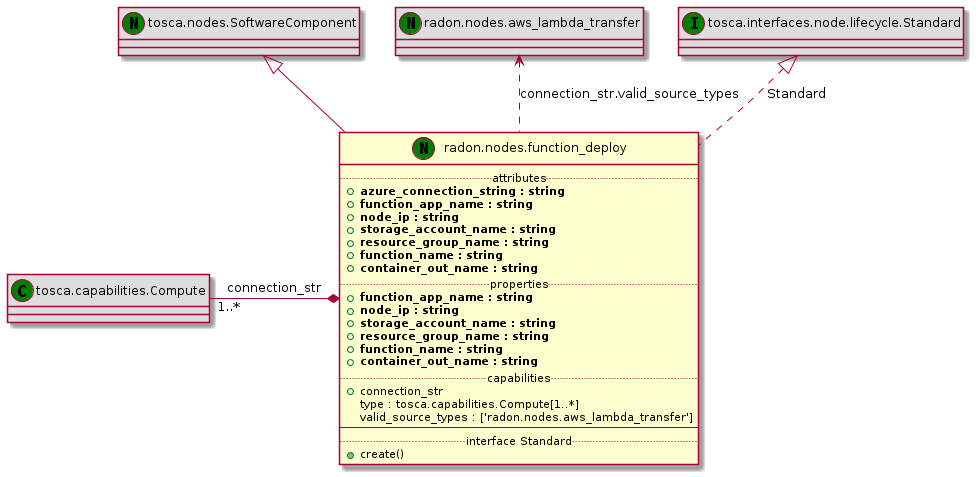 N tosca.nodes.SoftwareComponent
N radon.nodes.aws_lambda_transfer
I tosca.interfaces.node.lifecycle.Standard
connection_str.valid_source_types
Standard
N radon.nodes.function_deploy
attributes
azure_connection_string : string
function_app_name : string
node_ip : string
storage_account_name : string
resource_group_name : string
function_name : string
container_out_name : string
properties
function_app_name : string
node_ip : string
storage_account_name : string
resource_group_name : string
function_name : string
container_out_name : string
capabilities
connection_str
type : tosca.capabilities.Compute[1..*]
valid_source_types : ['radon.nodes.aws_lambda_transfer']
interface Standard
create()
C tosca.capabilities.Compute
connection_str
1..*